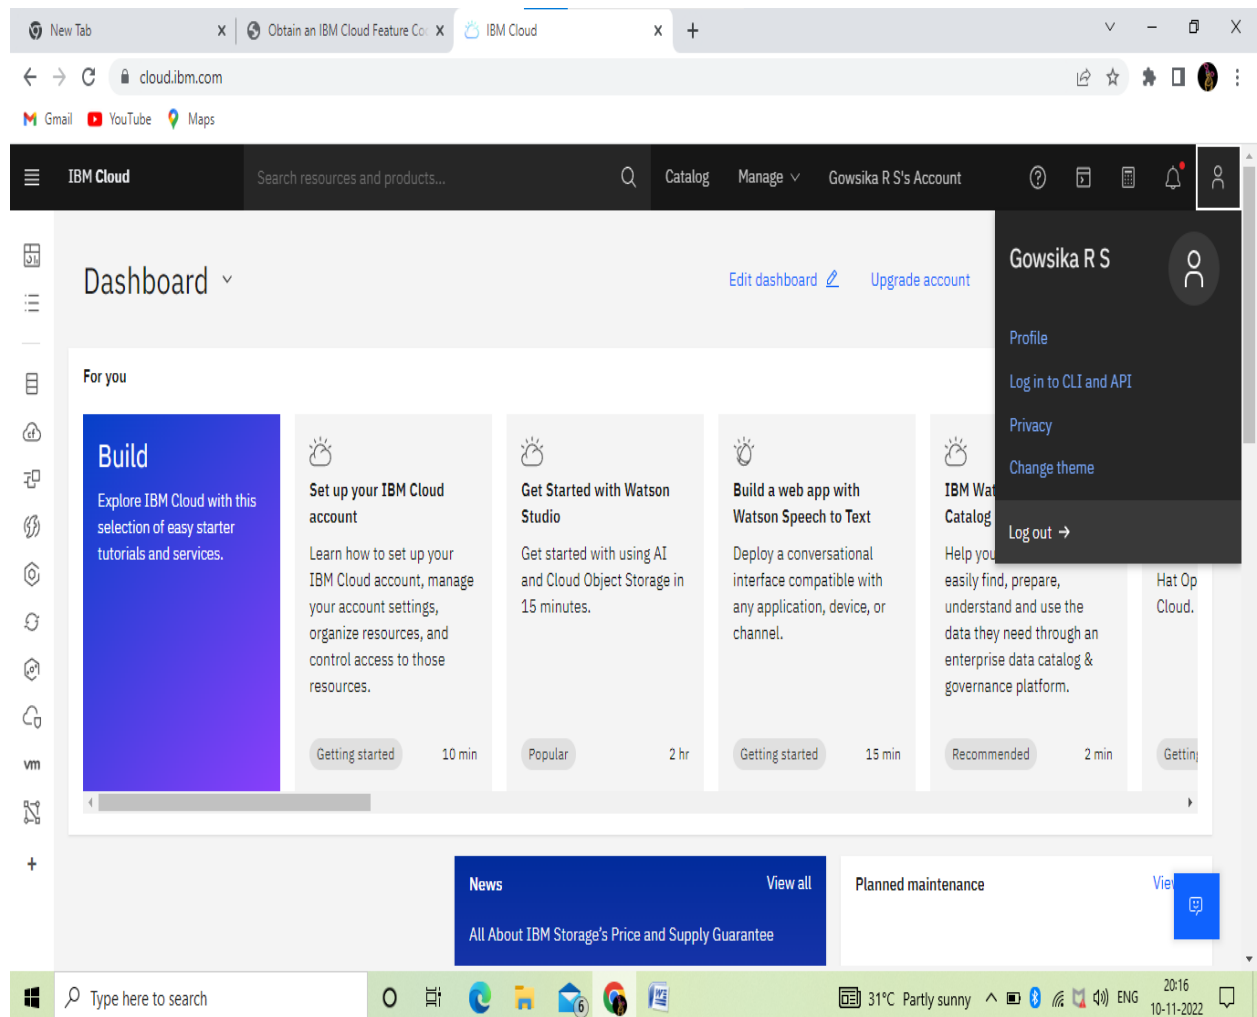 New Tab
Obtain an IBM Cloud Feature Co
IBM Cloud
cloud.ibm.com
Gmail
YouTube
Maps
IBM Cloud
Search resources and products...
Catalog
Manage
Gowsika R S's Account
Gowsika R S
Profile
Log in to CLI and API
Privacy
Change theme
Log out →
Dashboard
Edit dashboard
Upgrade account
For you
Build
Explore IBM Cloud with this
selection of easy starter
tutorials and services.
Set up your IBM Cloud
account
Learn how to set up your
IBM Cloud account, manage
your account settings,
organize resources, and
control access to those
resources.
Getting started
10 min
Get Started with Watson
Studio
Get started with using AI
and Cloud Object Storage in
15 minutes.
Popular
2 hr
Build a web app with
Watson Speech to Text
Deploy a conversational
interface compatible with
any application, device, or
channel.
Getting started
15 min
IBM Wat
Catalog
Help you
easily find, prepare,
understand and use the
data they need through an
enterprise data catalog &
governance platform.
Recommended
2 min
Hat Op
Cloud.
Getting
cf
vm
News
View all
All About IBM Storage's Price and Supply Guarantee
Planned maintenance
Vie
Type here to search
6
31°C Partly sunny
ENG
20:16
10-11-2022